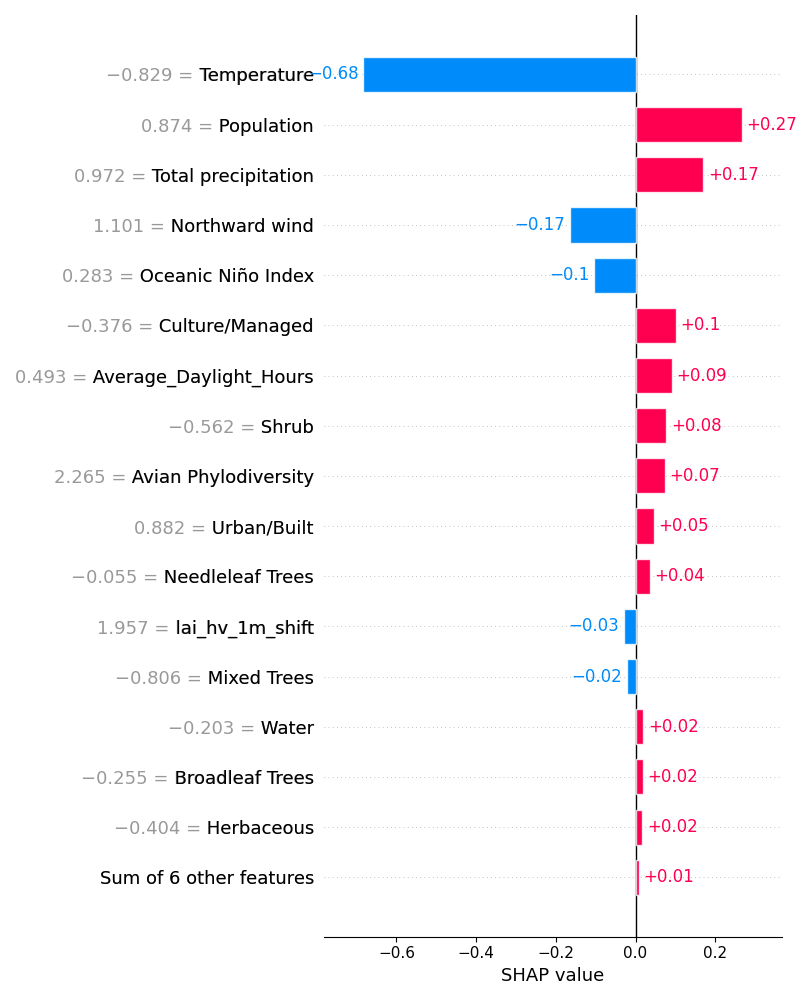 −0.829 = Temperature −0.68
0.874 = Population +0.27
0.972 = Total precipitation +0.17
1.101 = Northward wind −0.17
0.283 = Oceanic Niño Index −0.1
−0.376 = Culture/Managed +0.1
0.493 = Average_Daylight_Hours +0.09
−0.562 = Shrub +0.08
2.265 = Avian Phylodiversity +0.07
0.882 = Urban/Built +0.05
−0.055 = Needleleaf Trees +0.04
1.957 = lai_hv_1m_shift −0.03
−0.806 = Mixed Trees −0.02
−0.203 = Water +0.02
−0.255 = Broadleaf Trees +0.02
−0.404 = Herbaceous +0.02
Sum of 6 other features +0.01
−0.6 −0.4 −0.2 0.0 0.2
SHAP value